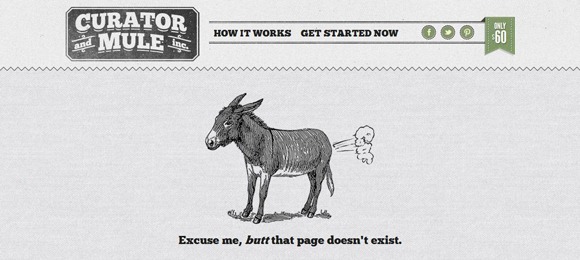 CURATOR
and MULE inc.
HOW IT WORKS GET STARTED NOW
ONLY
$60
Excuse me, butt that page doesn't exist.